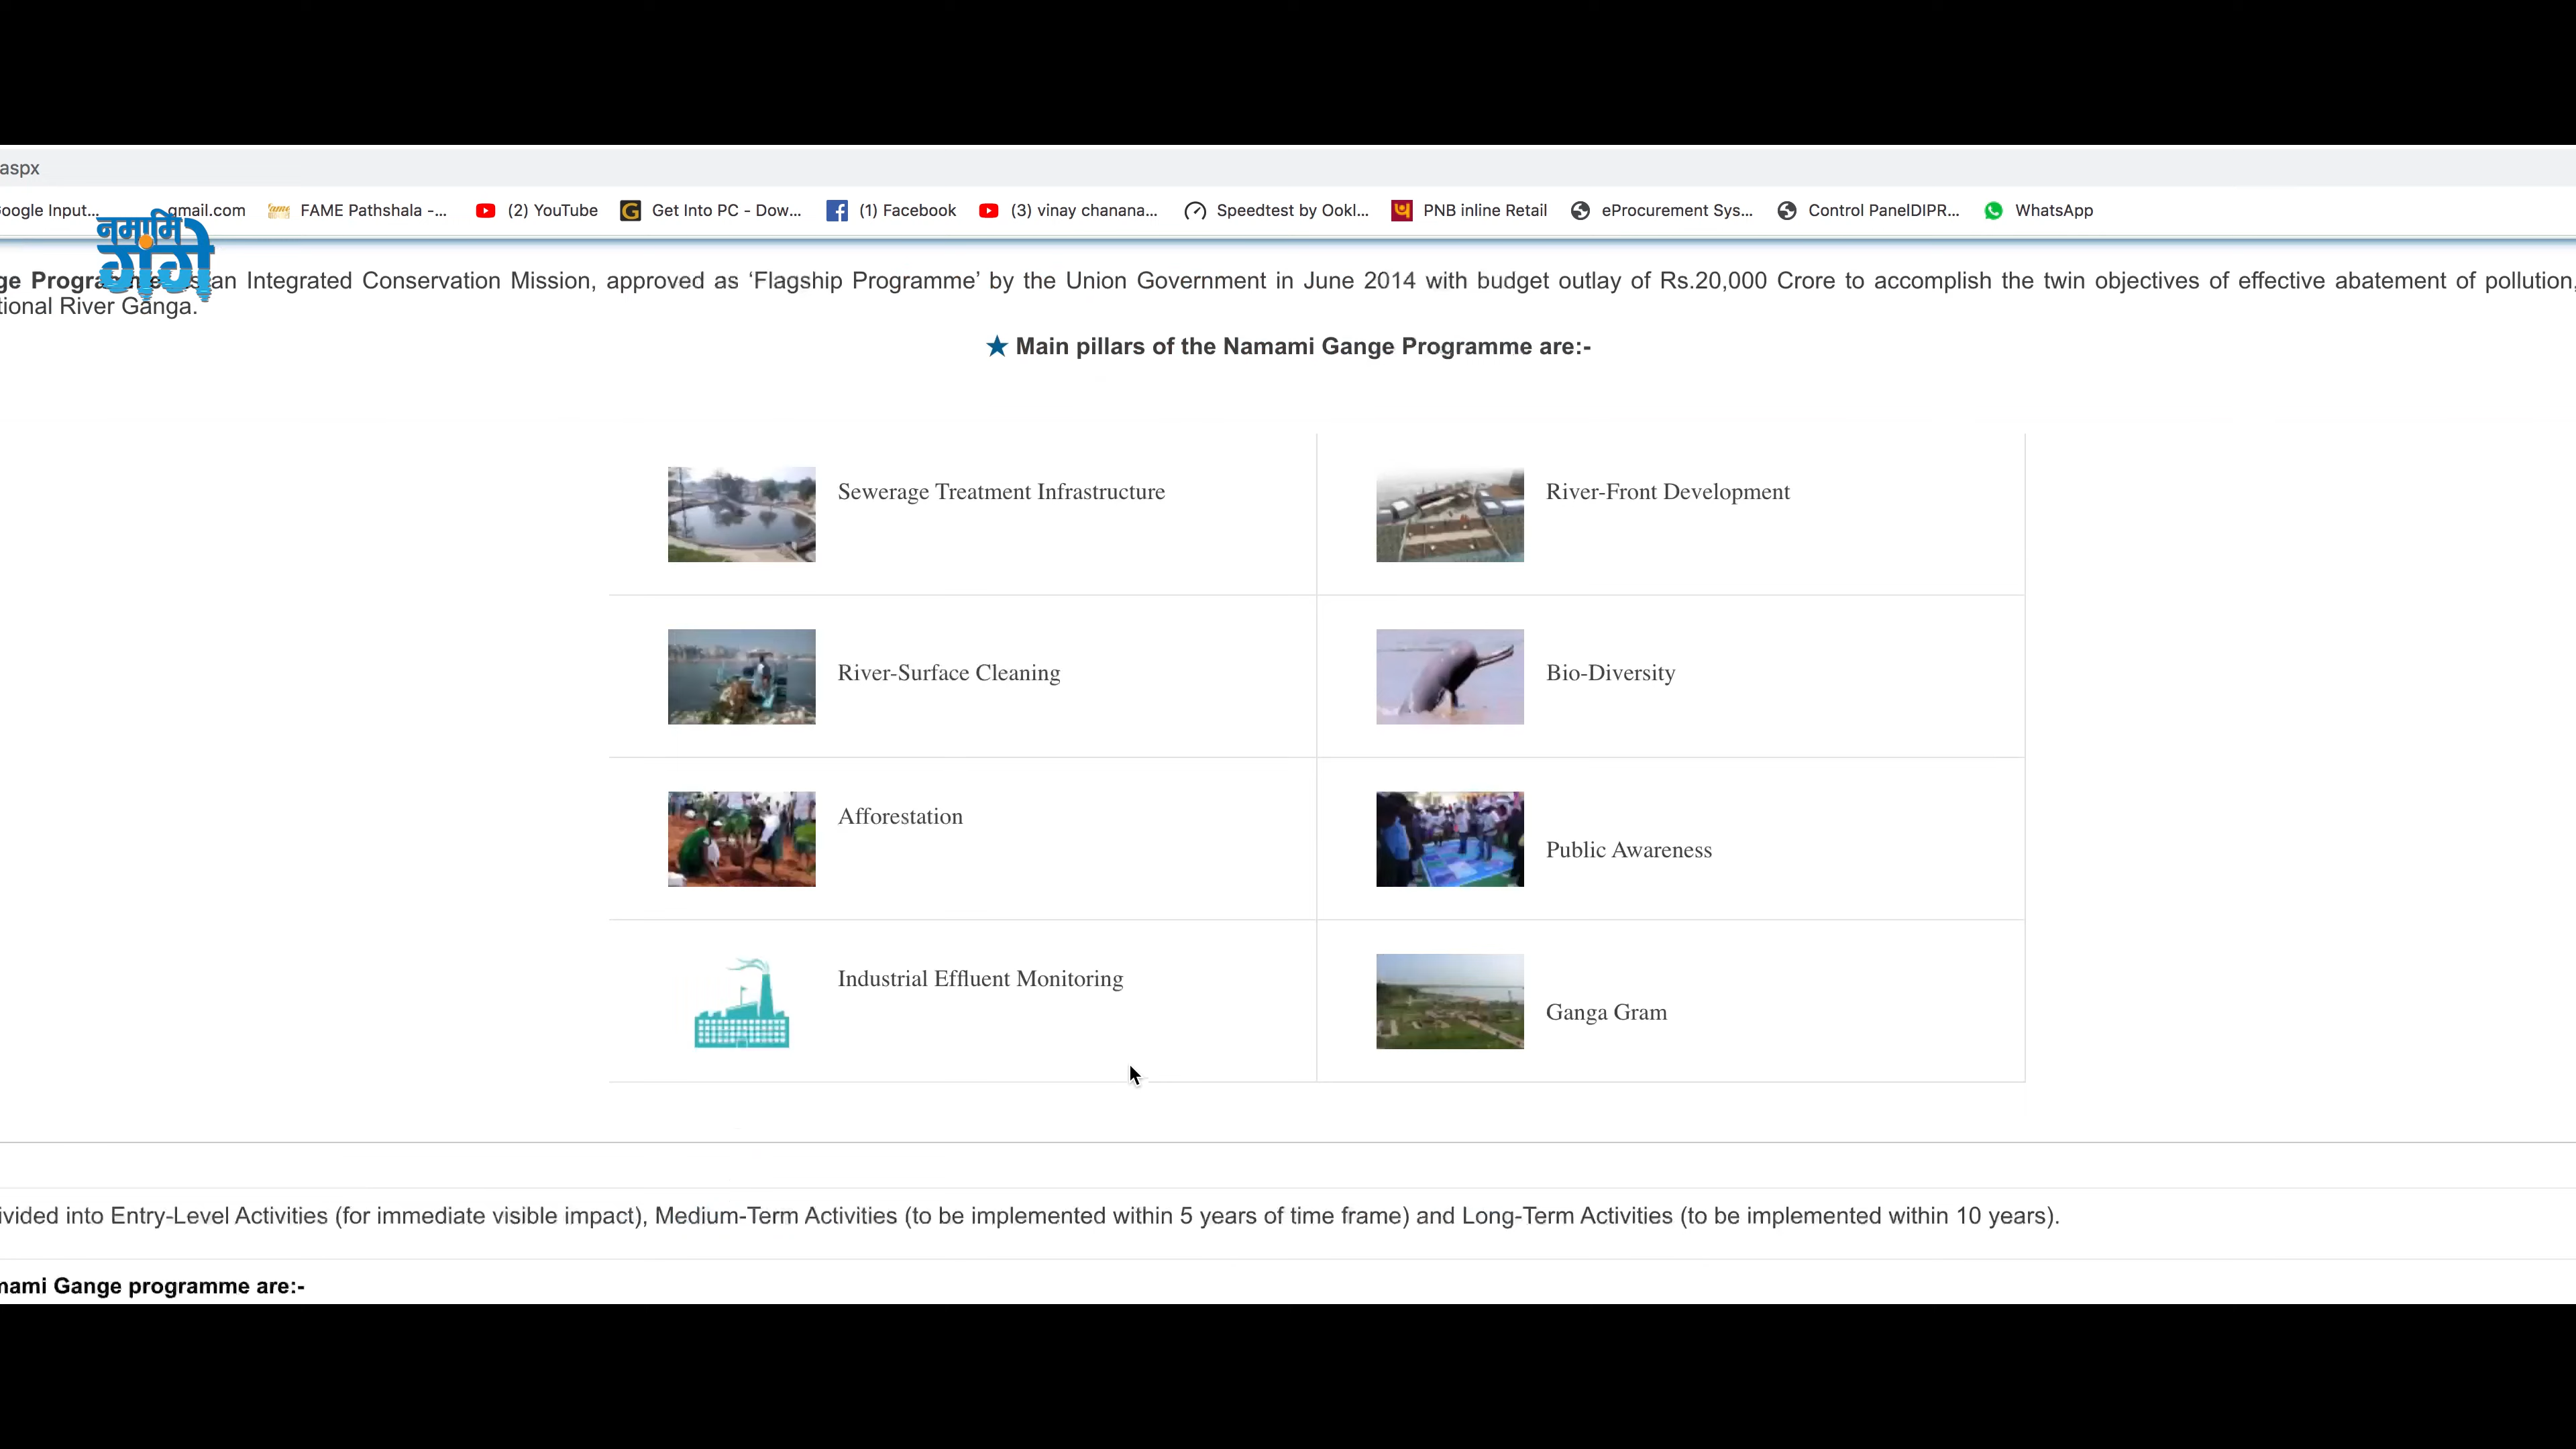 aspx
oogle Input...
gmail.com
FAME Pathshala -...
(2) YouTube
Get Into PC - Dow...
(1) Facebook
(3) vinay chanana...
Speedtest by Ookl...
PNB inline Retail
eProcurement Sys...
Control PanelDIPR...
WhatsApp
नमामि
गंगे
ge Program an Integrated Conservation Mission, approved as ‘Flagship Programme’ by the Union Government in June 2014 with budget outlay of Rs.20,000 Crore to accomplish the twin objectives of effective abatement of pollution,
tional River Ganga.
★ Main pillars of the Namami Gange Programme are:-
Sewerage Treatment Infrastructure
River-Front Development
River-Surface Cleaning
Bio-Diversity
Afforestation
Public Awareness
Industrial Effluent Monitoring
Ganga Gram
ivided into Entry-Level Activities (for immediate visible impact), Medium-Term Activities (to be implemented within 5 years of time frame) and Long-Term Activities (to be implemented within 10 years).
mami Gange programme are:-